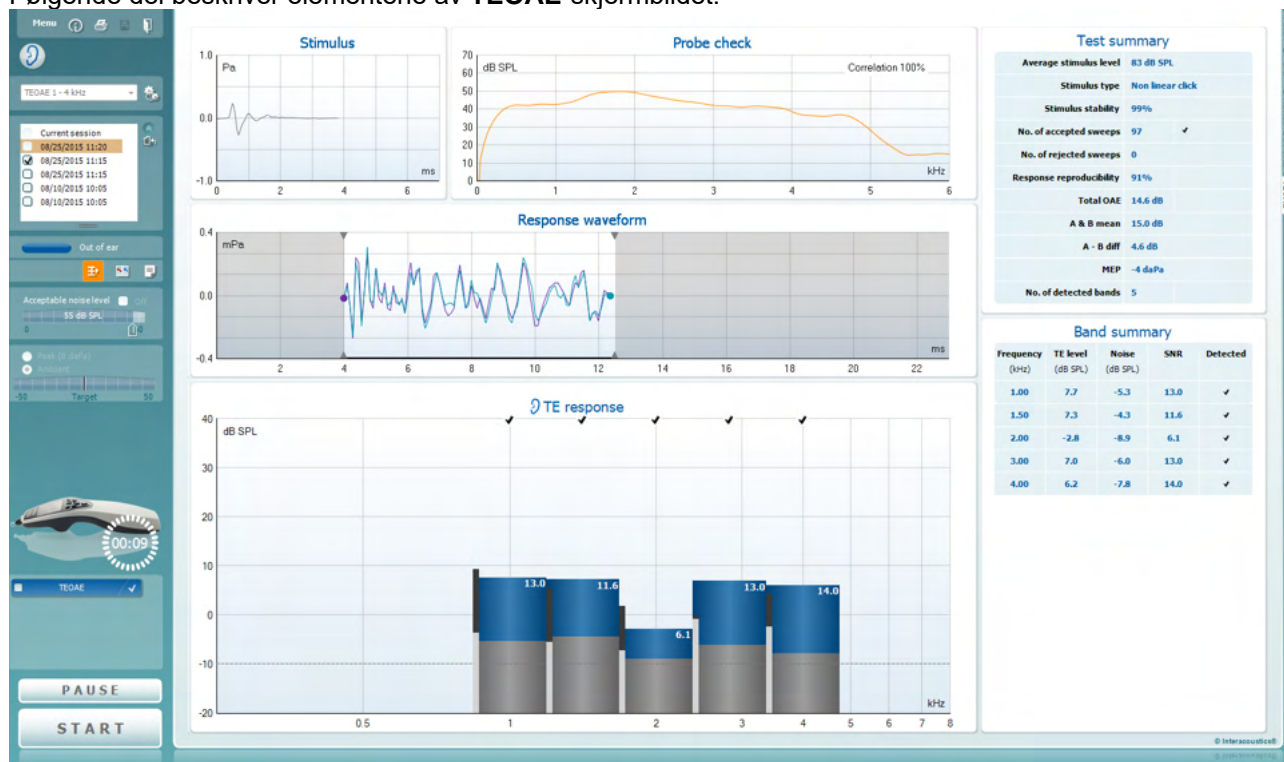 Følgende del beskriver elementene av TEOAE-skjermbildet.
Menu
TEOAE 1 - 4 kHz
Current session
08/25/2015 11:20
08/25/2015 11:15
08/25/2015 11:15
08/10/2015 10:05
08/10/2015 10:05
Out of ear
Acceptable noise level Off
55 dB SPL
0
Peak (0 daPa)
Ambient
-50 Target 50
00:09
TEOAE
PAUSE
START
Stimulus
1.0
Pa
0.0
-1.0
ms
0 2 4 6
Probe check
70
dB SPL
Correlation 100%
60
50
40
30
20
10
0
kHz
0 1 2 3 4 5 6
Response waveform
0.4
mPa
0.0
-0.4
ms
2 4 6 8 10 12 14 16 18 20 22
TE response
40
dB SPL
30
20
10
0
-10
-20
13.0 11.6 6.1 13.0 14.0
kHz
0.5 1 2 3 4 5 6 7 8
Test summary
Average stimulus level 83 dB SPL
Stimulus type Non linear click
Stimulus stability 99%
No. of accepted sweeps 97
No. of rejected sweeps 0
Response reproducibility 91%
Total OAE 14.6 dB
A & B mean 15.0 dB
A - B diff 4.6 dB
MEP -4 daPa
No. of detected bands 5
Band summary
Frequency TE level Noise SNR Detected
(kHz) (dB SPL) (dB SPL)
1.00 7.7 -5.3 13.0
1.50 7.3 -4.3 11.6
2.00 -2.8 -8.9 6.1
3.00 7.0 -6.0 13.0
4.00 6.2 -7.8 14.0
© Interacoustics®